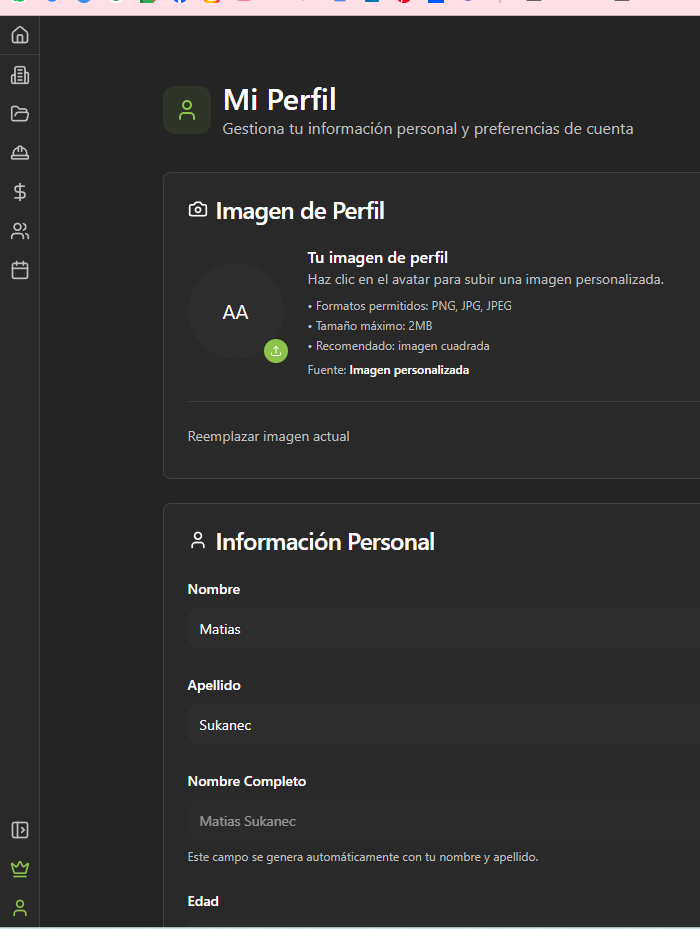 Mi Perfil
Gestiona tu información personal y preferencias de cuenta
Imagen de Perfil
AA
Tu imagen de perfil
Haz clic en el avatar para subir una imagen personalizada.
• Formatos permitidos: PNG, JPG, JPEG
• Tamaño máximo: 2MB
• Recomendado: imagen cuadrada
Fuente: Imagen personalizada
Reemplazar imagen actual
Información Personal
Nombre
Matias
Apellido
Sukanec
Nombre Completo
Matias Sukanec
Este campo se genera automáticamente con tu nombre y apellido.
Edad